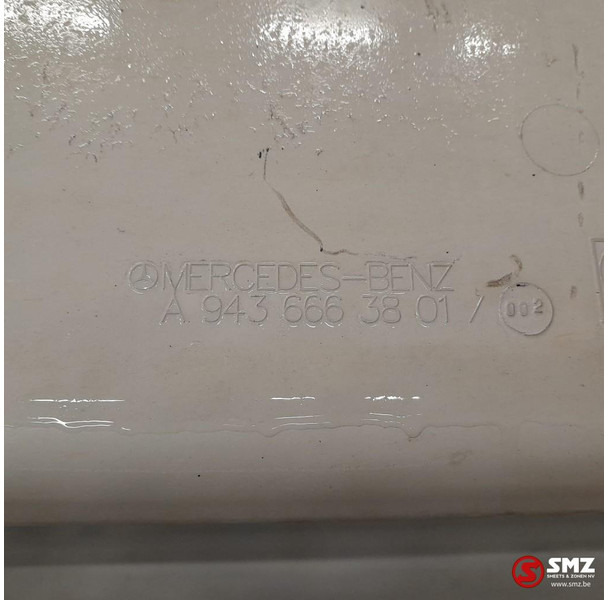 MERCEDES-BENZ
A 943 666 38 01 / 002
SMZ
SMEETS & ZONEN NV
www.smz.be